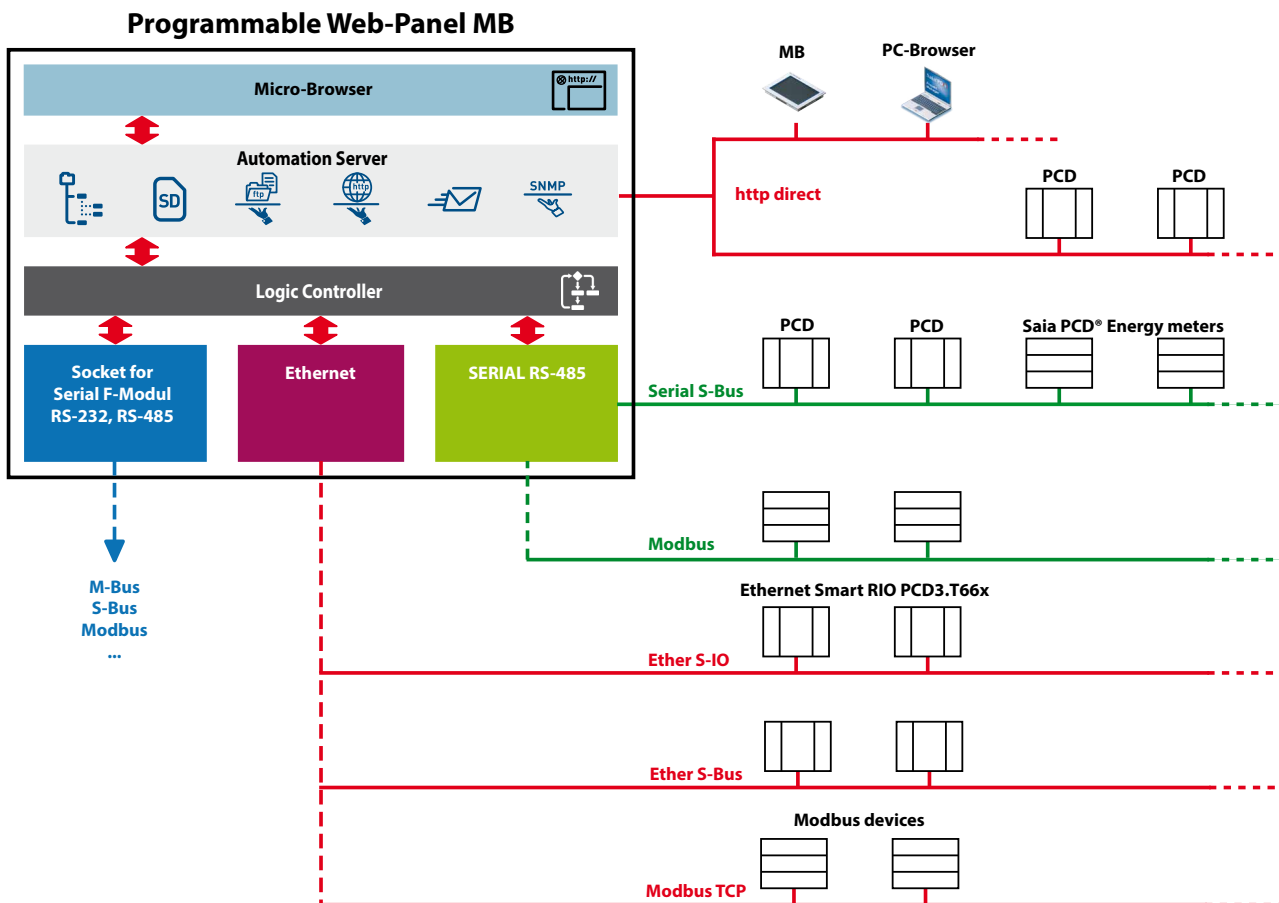 Programmable Web-Panel MB
Micro-Browser
http://
Automation Server
SD
ftp
http
SNMP
Logic Controller
Socket for
Serial F-Modul
RS-232, RS-485
Ethernet
SERIAL RS-485
M-Bus
S-Bus
Modbus
...
MB
PC-Browser
http direct
PCD
PCD
PCD
PCD
Saia PCD® Energy meters
Serial S-Bus
Modbus
Ethernet Smart RIO PCD3.T66x
Ether S-IO
Ether S-Bus
Modbus devices
Modbus TCP